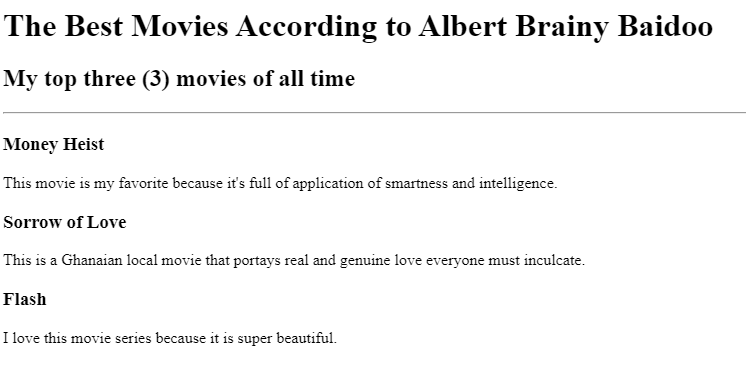 The Best Movies According to Albert Brainy Baidoo
My top three (3) movies of all time
Money Heist
This movie is my favorite because it's full of application of smartness and intelligence.
Sorrow of Love
This is a Ghanaian local movie that portays real and genuine love everyone must inculcate.
Flash
I love this movie series because it is super beautiful.